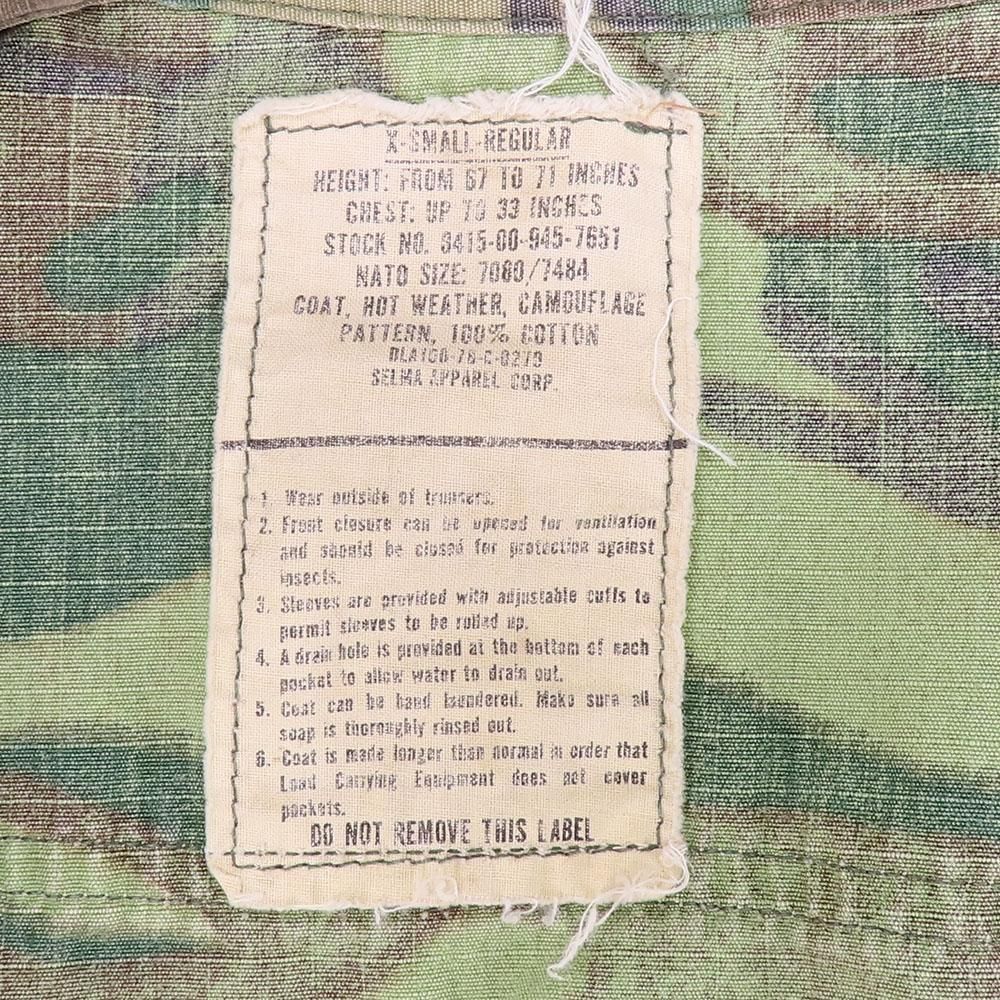 X-SMALL-REGULAR
HEIGHT: FROM 67 TO 71 INCHES
CHEST: UP TO 33 INCHES
STOCK NO. 8415-00-945-7651
NATO SIZE: 7080/7484
COAT, HOT WEATHER, CAMOUFLAGE
PATTERN, 100% COTTON
DLA100-78-C-0273
SELMA APPAREL CORP.
1. Wear outside of trousers.
2. Front closure can be opened for ventilation
and should be closed for protection against
insects.
3. Sleeves are provided with adjustable cuffs to
permit sleeves to be rolled up.
4. A drain hole is provided at the bottom of each
pocket to allow water to drain out.
5. Coat can be hand laundered. Make sure all
soap is thoroughly rinsed out.
6. Coat is made longer than normal in order that
Load Carrying Equipment does not cover
pockets.
DO NOT REMOVE THIS LABEL